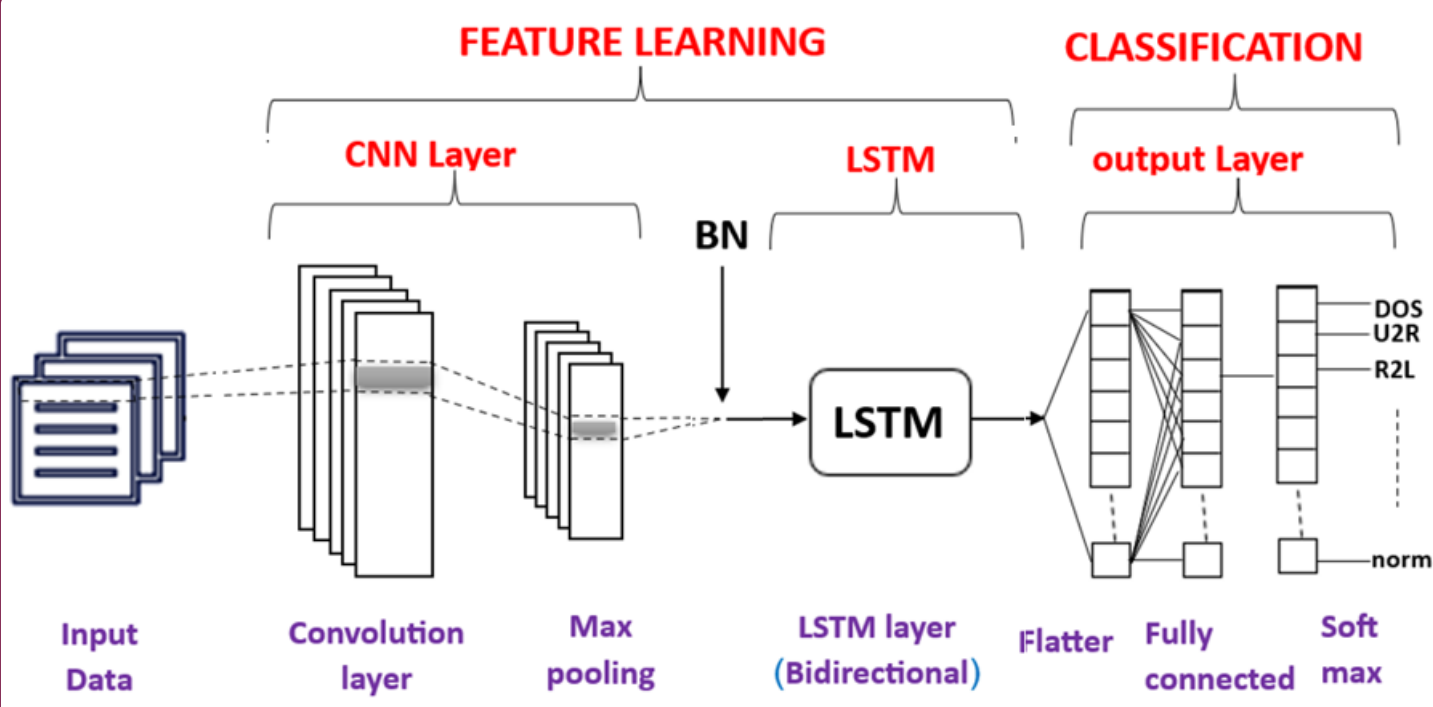 FEATURE LEARNING
CLASSIFICATION
CNN Layer
LSTM
output Layer
BN
LSTM
DOS
U2R
R2L
norm
Input
Data
Convolution
layer
Max
pooling
LSTM layer
(Bidirectional)
Flatter
Fully
connected
Soft
max